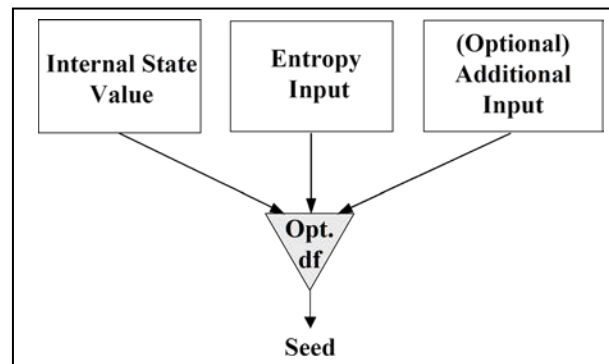 Internal State
Value
Entropy
Input
(Optional)
Additional
Input
Opt.
df
Seed